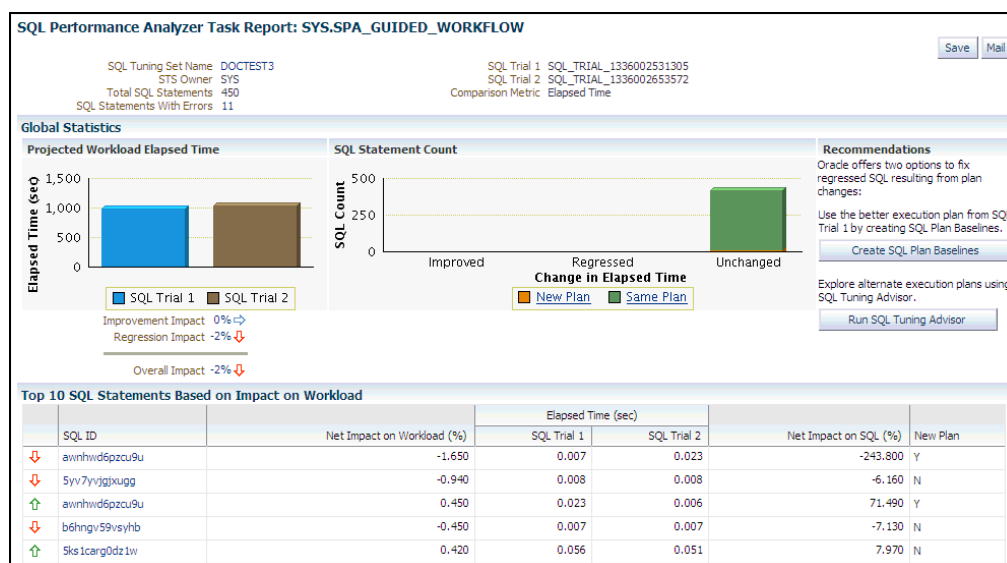 SQL Performance Analyzer Task Report: SYS.SPA_GUIDED_WORKFLOW
Save Mail
SQL Tuning Set Name DOCTEST3
STS Owner SYS
Total SQL Statements 450
SQL Statements With Errors 11
SQL Trial 1 SQL_TRIAL_1336002531305
SQL Trial 2 SQL_TRIAL_1336002653572
Comparison Metric Elapsed Time
Global Statistics
Projected Workload Elapsed Time
Elapsed Time (sec)
1,500
1,000
500
0
SQL Trial 1 SQL Trial 2
Improvement Impact 0%
Regression Impact -2%
Overall Impact -2%
SQL Statement Count
SQL Count
500
250
0
Improved Regressed Unchanged
Change in Elapsed Time
New Plan Same Plan
Recommendations
Oracle offers two options to fix
regressed SQL resulting from plan
changes:
Use the better execution plan from SQ
Trial 1 by creating SQL Plan Baselines.
Create SQL Plan Baselines
Explore alternate execution plans using
SQL Tuning Advisor.
Run SQL Tuning Advisor
Top 10 SQL Statements Based on Impact on Workload
Elapsed Time (sec)
SQL ID Net Impact on Workload (%) SQL Trial 1 SQL Trial 2 Net Impact on SQL (%) New Plan
awnhwd6pzcu9u -1.650 0.007 0.023 -243.800 Y
5yv7yvjgjxugg -0.940 0.008 0.008 -6.160 N
awnhwd6pzcu9u 0.450 0.023 0.006 71.490 Y
b6hngv59vsyhb -0.450 0.007 0.007 -7.130 N
5ks1carg0dz1w 0.420 0.056 0.051 7.970 N